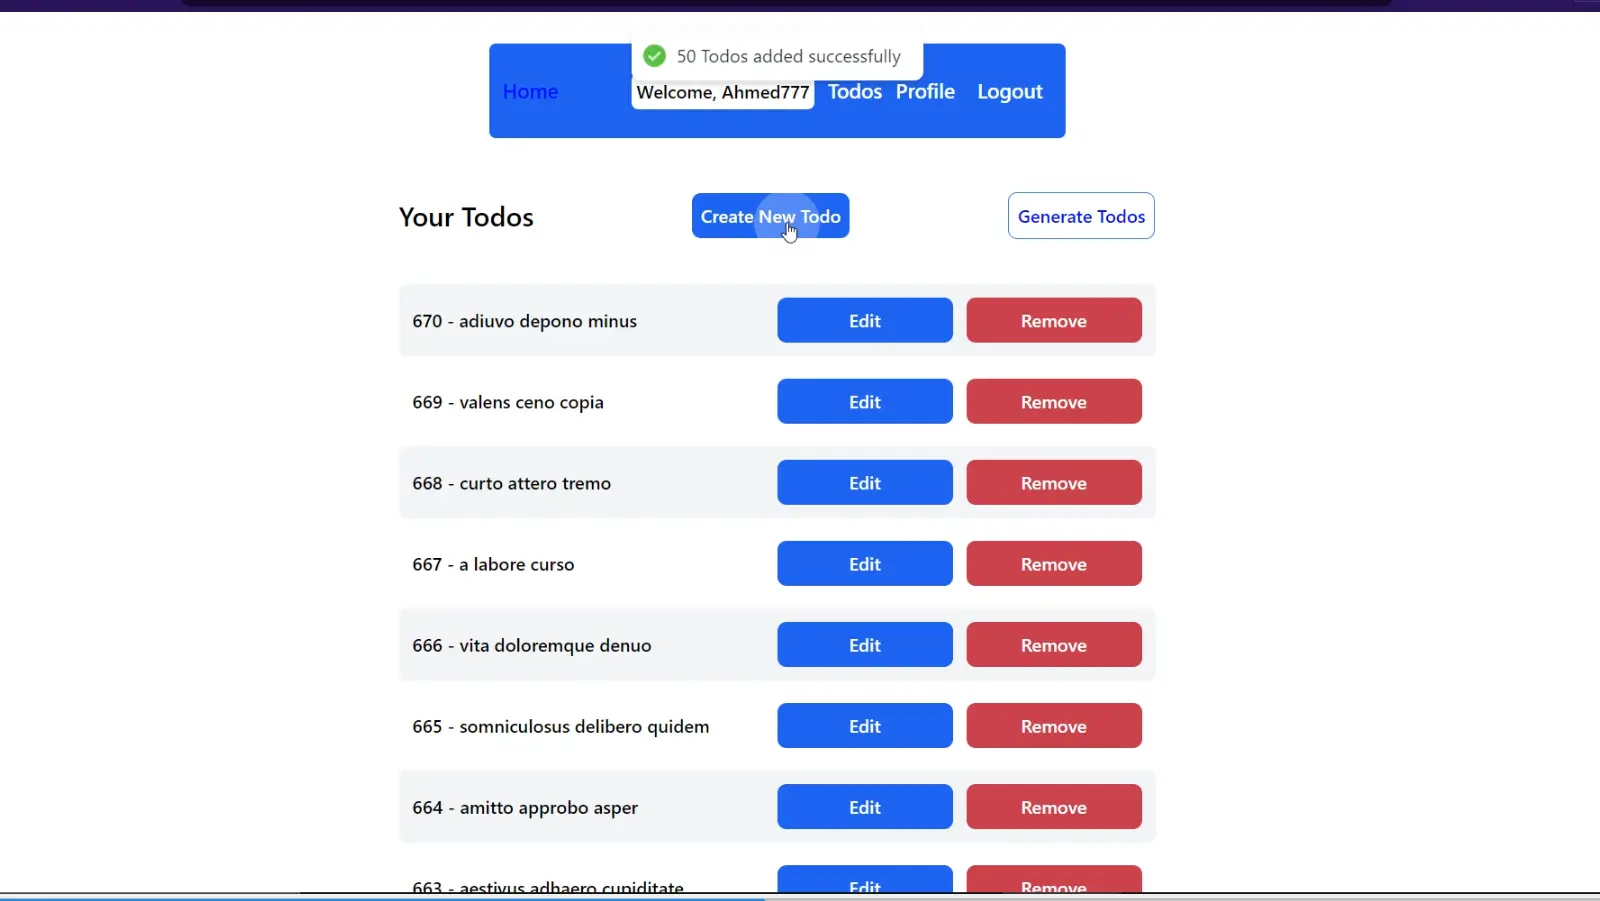 50 Todos added successfully
Home Welcome, Ahmed777 Todos Profile Logout
Your Todos Create New Todo Generate Todos
670 - adiuvo depono minus Edit Remove
669 - valens ceno copia Edit Remove
668 - curto attero tremo Edit Remove
667 - a labore curso Edit Remove
666 - vita doloremque denuo Edit Remove
665 - somniculosus delibero quidem Edit Remove
664 - amitto approbo asper Edit Remove
663 - aestivus adhaero cupiditate Edit Remove